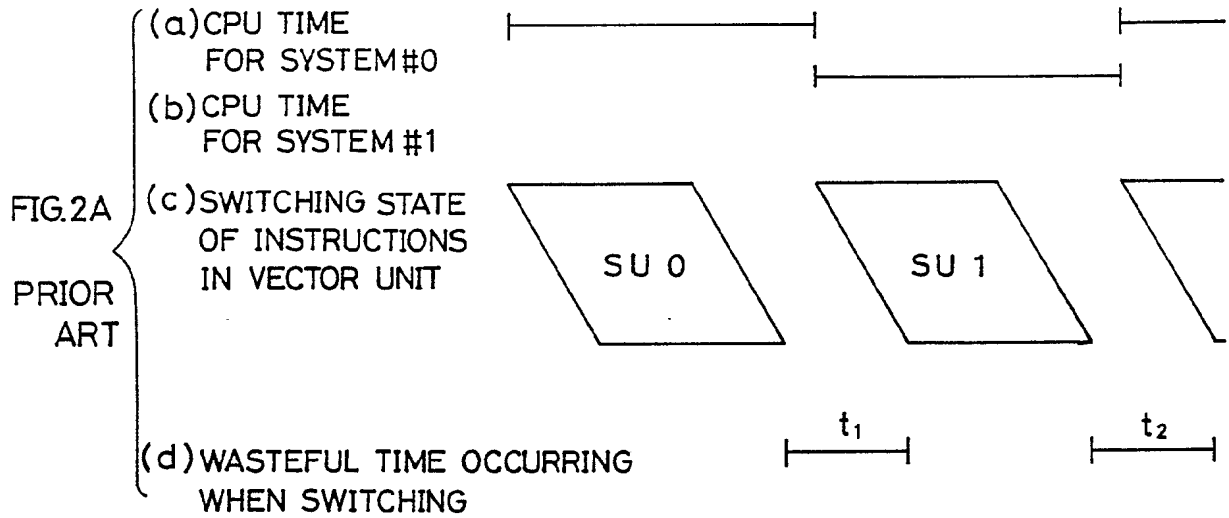 (a) CPU TIME
FOR SYSTEM #0
(b) CPU TIME
FOR SYSTEM #1
FIG. 2A
PRIOR
ART
(c) SWITCHING STATE
OF INSTRUCTIONS
IN VECTOR UNIT
SU 0
SU 1
t1
t2
(d) WASTEFUL TIME OCCURRING
WHEN SWITCHING